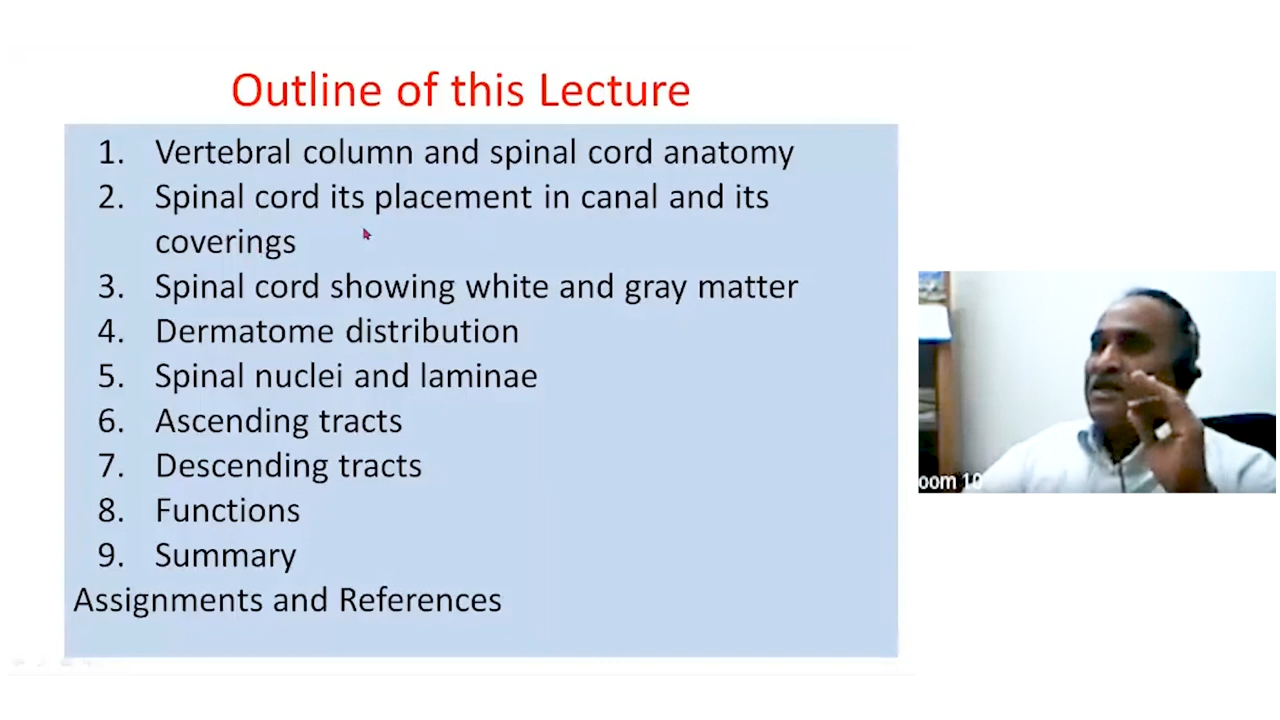 Outline of this Lecture
1. Vertebral column and spinal cord anatomy
2. Spinal cord its placement in canal and its
coverings
3. Spinal cord showing white and gray matter
4. Dermatome distribution
5. Spinal nuclei and laminae
6. Ascending tracts
7. Descending tracts
8. Functions
9. Summary
Assignments and References
oom 10